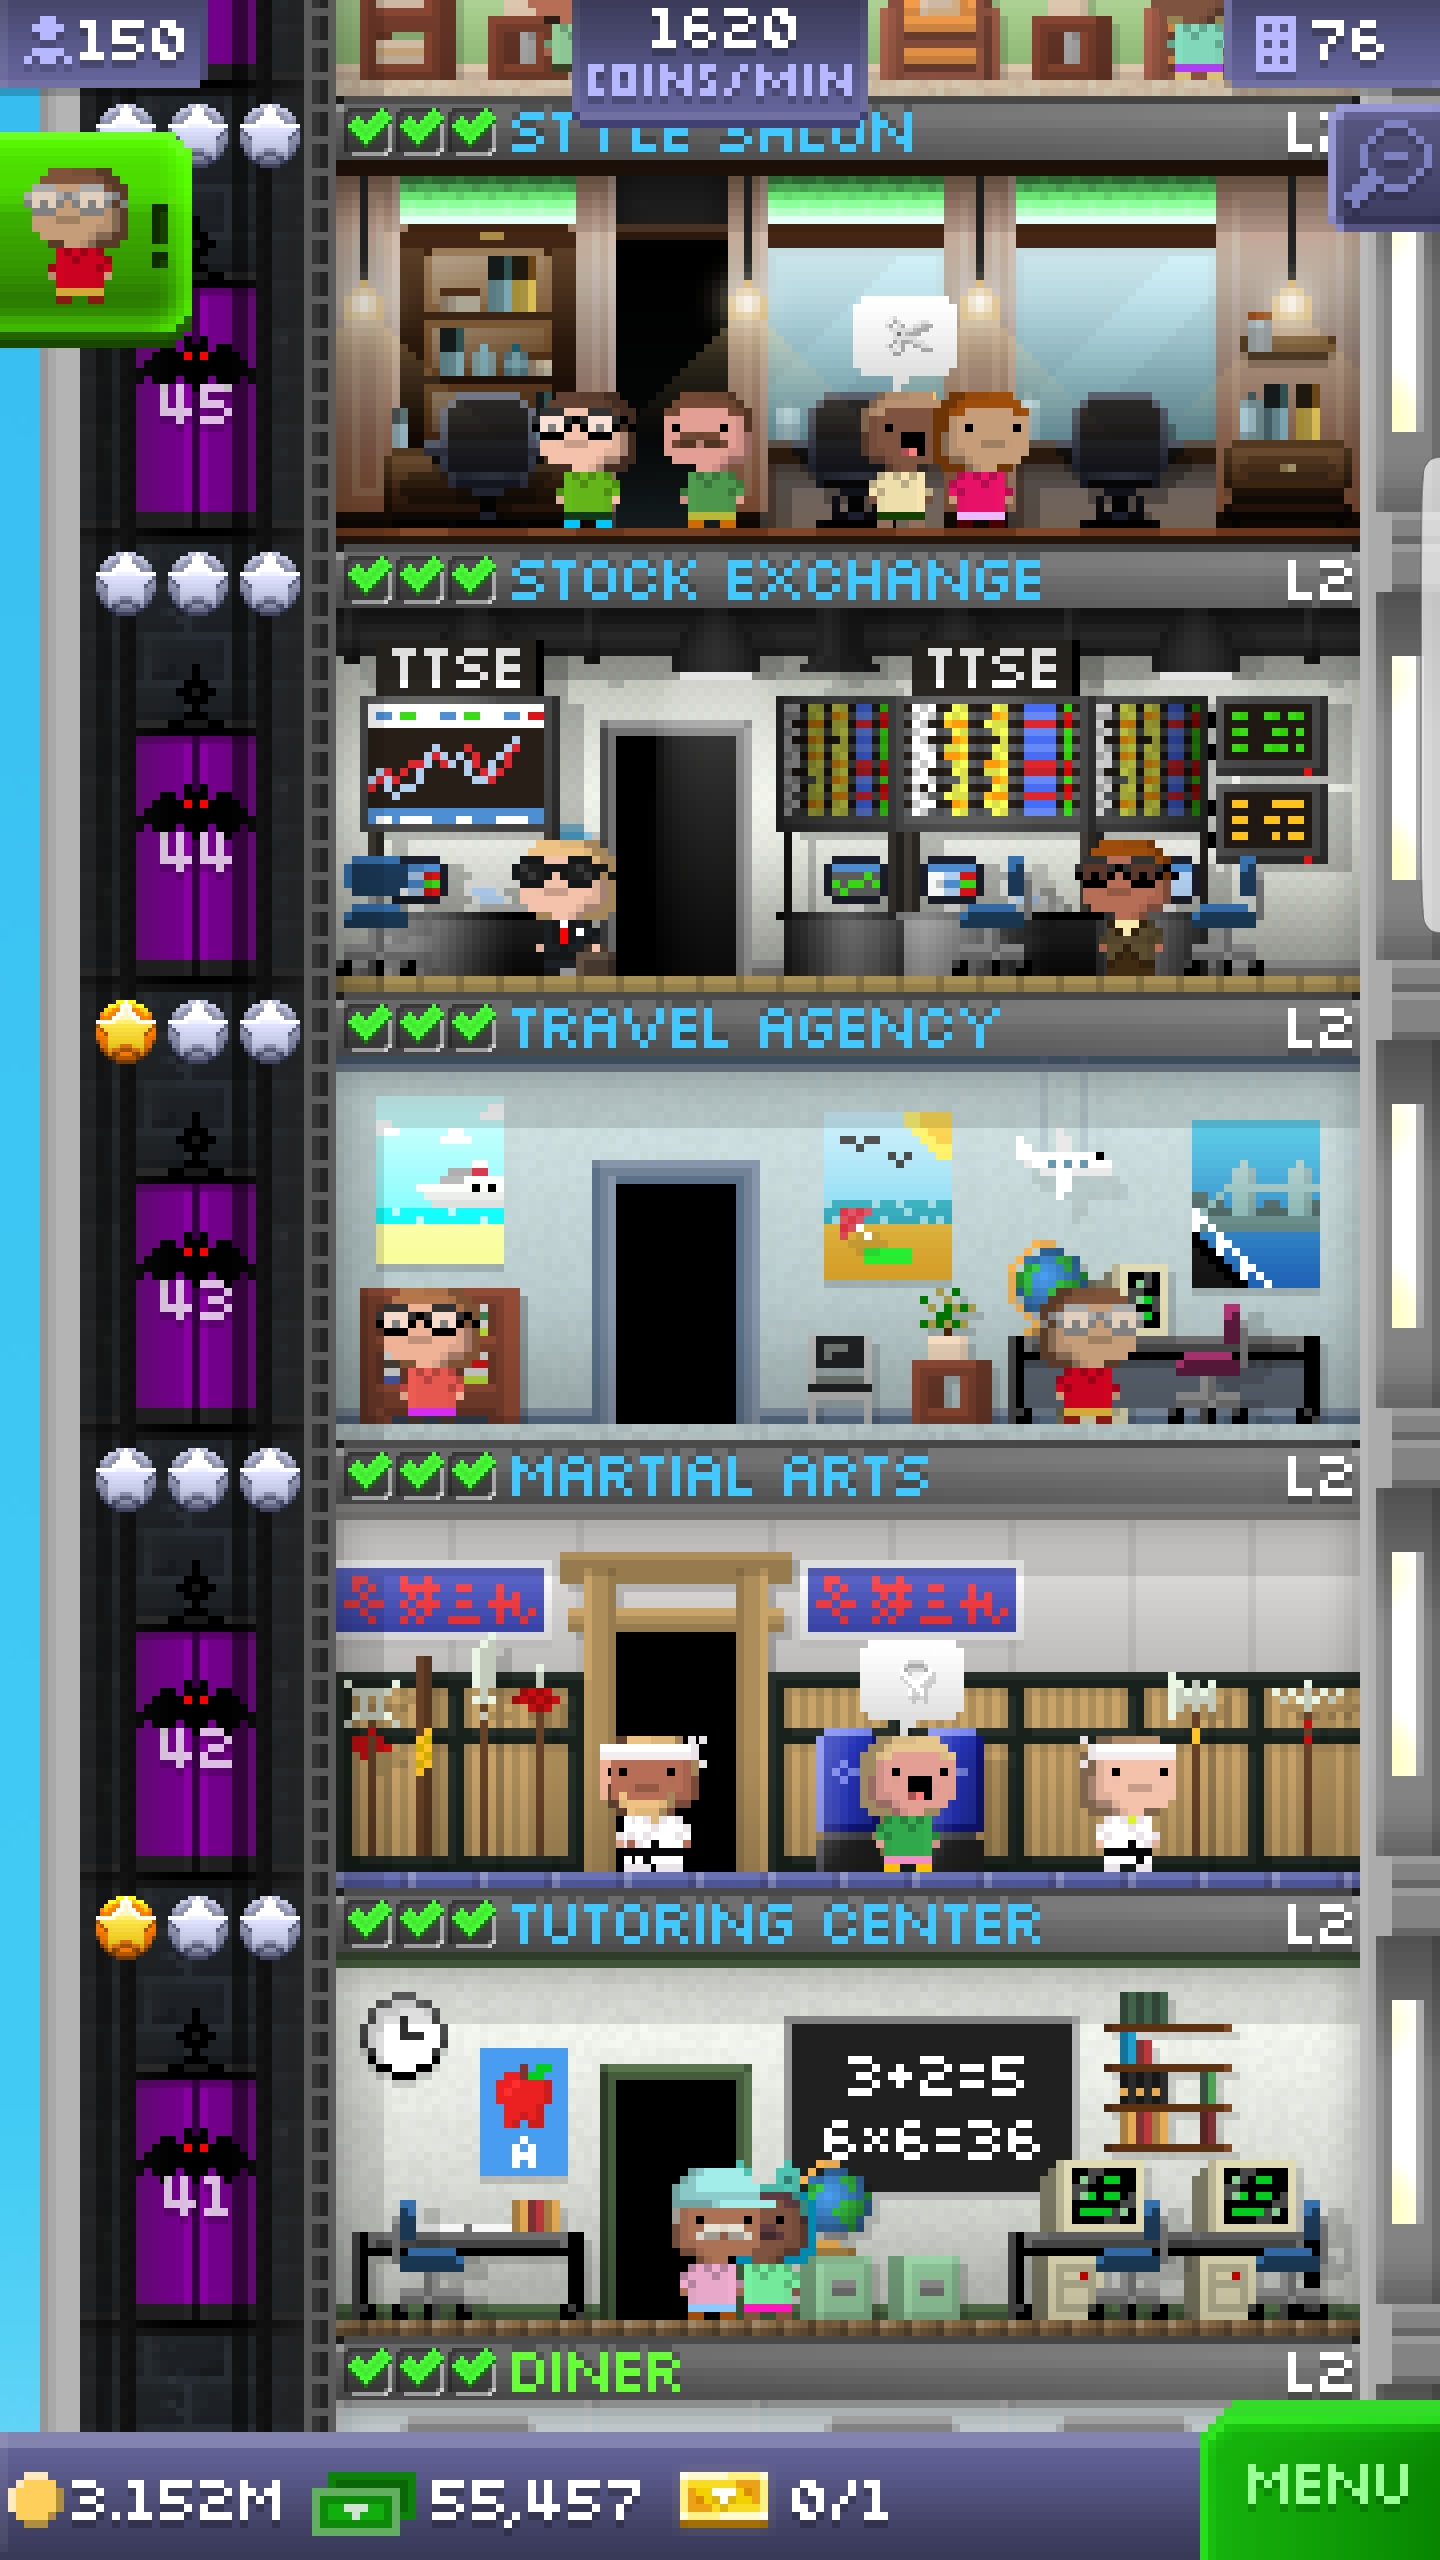 150
1620
COINS/MIN
76
STYLE SALON
45
STOCK EXCHANGE L2
TTSE TTSE
44
TRAVEL AGENCY L2
43
MARTIAL ARTS L2
42
TUTORING CENTER L2
3+2=5
6×6=36
A
41
DINER L2
3.152M 55,457 0/1 MENU